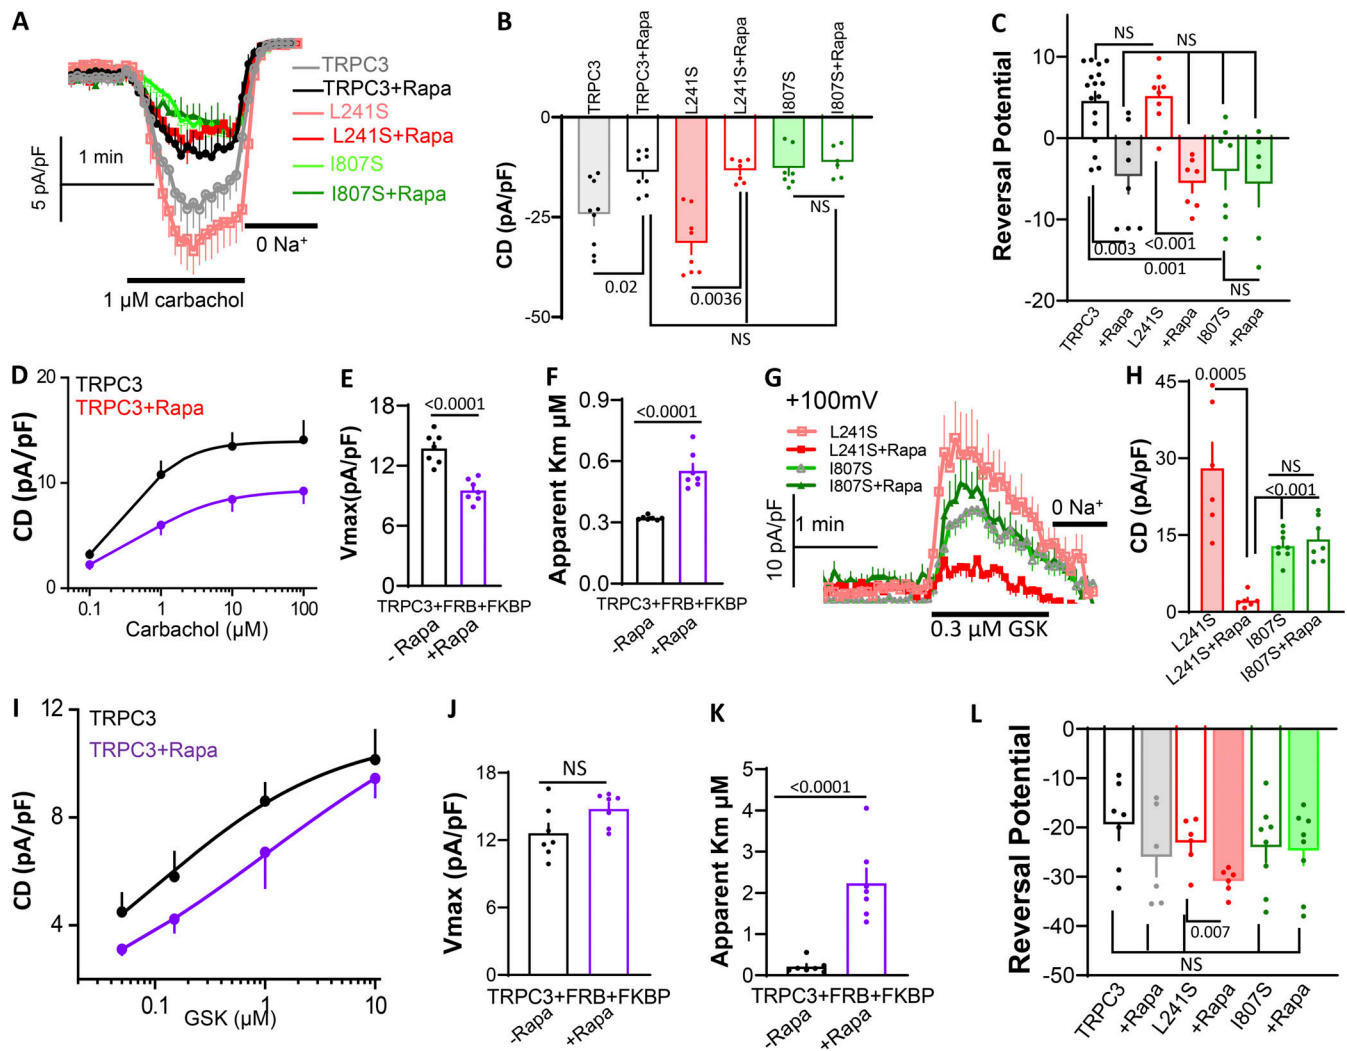 A
TRPC3
TRPC3+Rapa
L241S
L241S+Rapa
I807S
I807S+Rapa
1 min
5 pA/pF
0 Na⁺
1 µM carbachol
B
TRPC3
TRPC3+Rapa
L241S
L241S+Rapa
I807S
I807S+Rapa
0
-25
-50
CD (pA/pF)
NS
0.02
0.0036
NS
C
NS
NS
10
0
-10
-20
Reversal Potential
0.003
<0.001
0.001
NS
TRPC3
+Rapa
L241S
+Rapa
I807S
+Rapa
D
TRPC3
TRPC3+Rapa
20
10
0
CD (pA/pF)
0.1
1
10
100
Carbachol (µM)
E
<0.0001
18
12
6
0
Vmax(pA/pF)
TRPC3+FRB+FKBP
- Rapa
+Rapa
F
<0.0001
0.9
0.6
0.3
0.0
Apparent Km µM
TRPC3+FRB+FKBP
-Rapa
+Rapa
G
+100mV
L241S
L241S+Rapa
I807S
I807S+Rapa
1 min
10 pA/pF
0 Na⁺
0.3 µM GSK
H
0.0005
NS
<0.001
45
30
15
0
CD (pA/pF)
L241S
L241S+Rapa
I807S
I807S+Rapa
I
TRPC3
TRPC3+Rapa
12
8
4
CD (pA/pF)
0.1
1
10
GSK (µM)
J
NS
18
12
6
0
Vmax (pA/pF)
TRPC3+FRB+FKBP
-Rapa
+Rapa
K
<0.0001
5
4
3
2
1
0
Apparent Km µM
TRPC3+FRB+FKBP
-Rapa
+Rapa
L
0
-10
-20
-30
-40
-50
Reversal Potential
0.007
NS
TRPC3
+Rapa
L241S
+Rapa
I807S
+Rapa